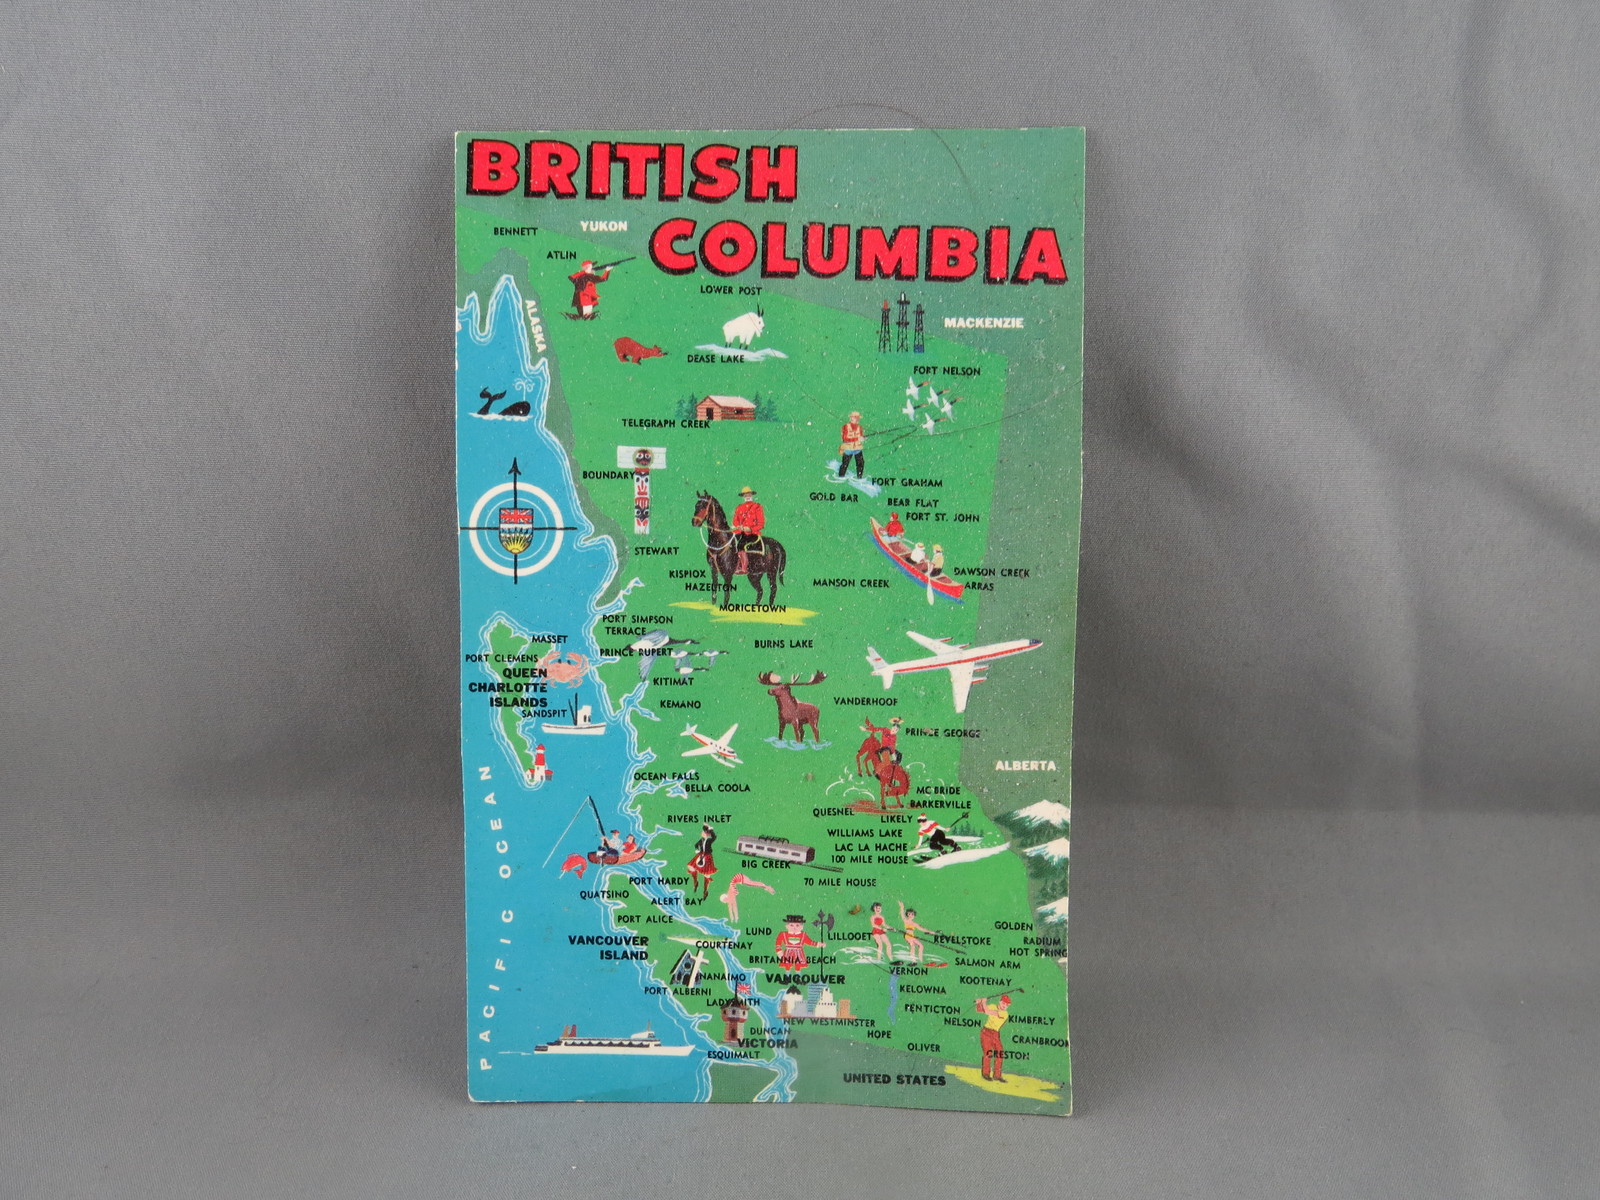 BRITISH
COLUMBIA
BENNETT
YUKON
ATLIN
LOWER POST
ALASKA
MACKENZIE
DEASE LAKE
FORT NELSON
TELEGRAPH CREEK
BOUNDARY
FORT GRAHAM
GOLD BAR
BEAR FLAT
FORT ST. JOHN
STEWART
KISPIOX
HAZELTON
MANSON CREEK
DAWSON CREEK
ARRAS
MORICETOWN
PORT SIMPSON
TERRACE
MASSET
PRINCE RUPERT
BURNS LAKE
PORT CLEMENS
QUEEN
CHARLOTTE
ISLANDS
KITIMAT
SANDSPIT
KEMANO
VANDERHOOF
PRINCE GEORGE
ALBERTA
OCEAN FALLS
BELLA COOLA
MC BRIDE
BARKERVILLE
PACIFIC OCEAN
RIVERS INLET
QUESNEL
LIKELY
WILLIAMS LAKE
LAC LA HACHE
100 MILE HOUSE
BIG CREEK
70 MILE HOUSE
PORT HARDY
QUATSINO
ALERT BAY
PORT ALICE
GOLDEN
LUND
LILLOOET
REVELSTOKE
RADIUM
HOT SPRING
VANCOUVER
ISLAND
COURTENAY
BRITANNIA BEACH
SALMON ARM
VERNON
NANAIMO
VANCOUVER
KOOTENAY
PORT ALBERNI
KELOWNA
LADYSMITH
PENTICTON
NEW WESTMINSTER
NELSON
KIMBERLY
DUNCAN
HOPE
VICTORIA
CRANBROOK
ESQUIMALT
OLIVER
CRESTON
UNITED STATES